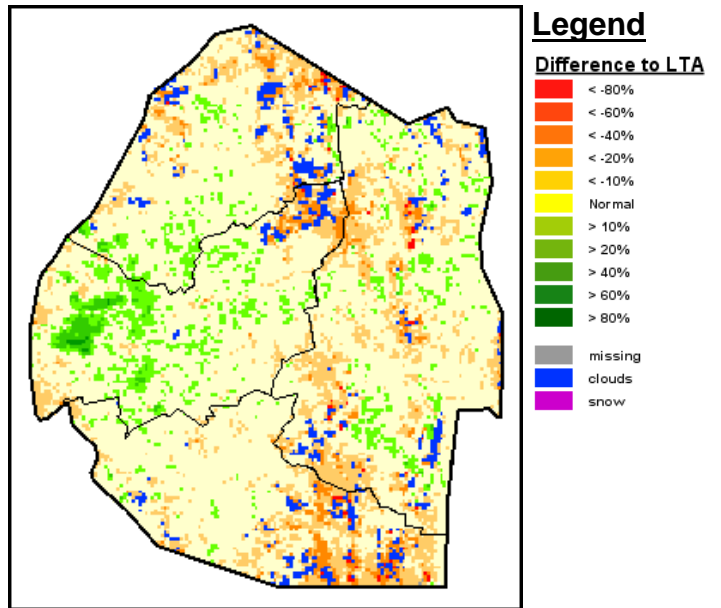 Legend
Difference to LTA
< -80%
< -60%
< -40%
< -20%
< -10%
Normal
> 10%
> 20%
> 40%
> 60%
> 80%
missing
clouds
snow